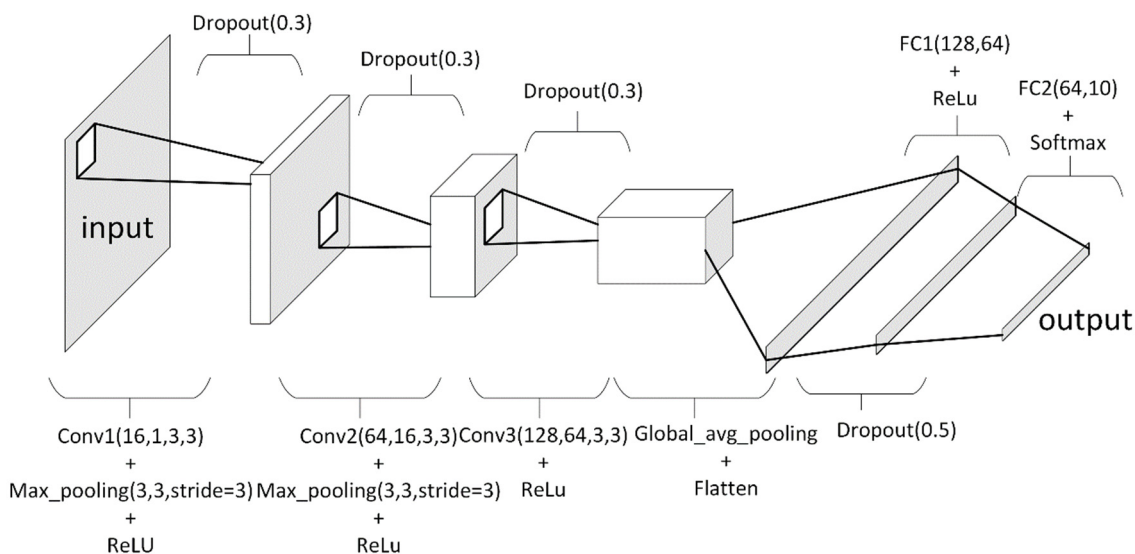 Dropout(0.3)
Dropout(0.3)
Dropout(0.3)
FC1(128,64)
+
ReLu
FC2(64,10)
+
Softmax
input
output
Conv1(16,1,3,3)
+
Max_pooling(3,3,stride=3)
+
ReLU
Conv2(64,16,3,3)
+
Max_pooling(3,3,stride=3)
+
ReLu
Conv3(128,64,3,3)
+
ReLu
Global_avg_pooling
+
Flatten
Dropout(0.5)